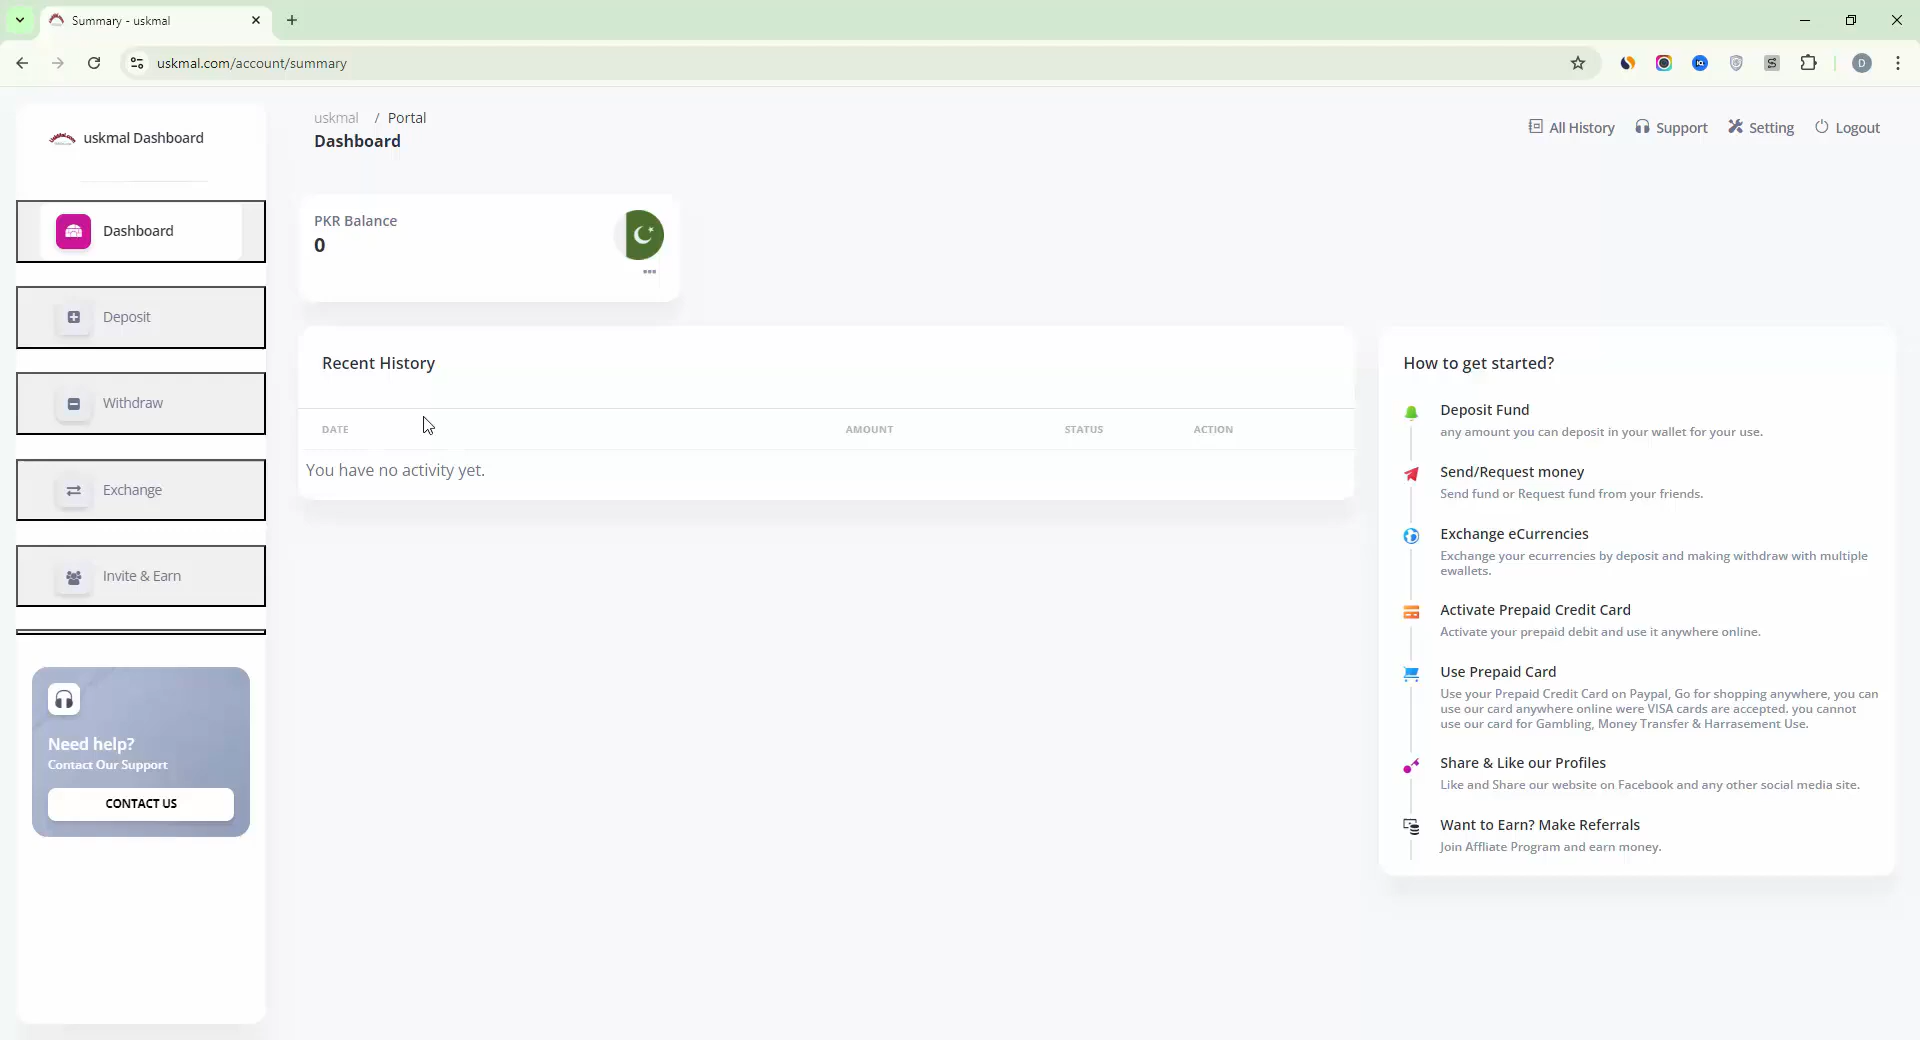 Summary - uskmal
uskmal.com/account/summary
D
uskmal Dashboard
Dashboard
Deposit
Withdraw
Exchange
Invite & Earn
Need help?
Contact Our Support
CONTACT US
uskmal / Portal
Dashboard
All History
Support
Setting
Logout
PKR Balance
0
Recent History
DATE AMOUNT STATUS ACTION
You have no activity yet.
How to get started?
Deposit Fund
any amount you can deposit in your wallet for your use.
Send/Request money
Send fund or Request fund from your friends.
Exchange eCurrencies
Exchange your ecurrencies by deposit and making withdraw with multiple
ewallets.
Activate Prepaid Credit Card
Activate your prepaid debit and use it anywhere online.
Use Prepaid Card
Use your Prepaid Credit Card on Paypal, Go for shopping anywhere, you can
use our card anywhere online were VISA cards are accepted. you cannot
use our card for Gambling, Money Transfer & Harrasement Use.
Share & Like our Profiles
Like and Share our website on Facebook and any other social media site.
Want to Earn? Make Referrals
Join Affliate Program and earn money.